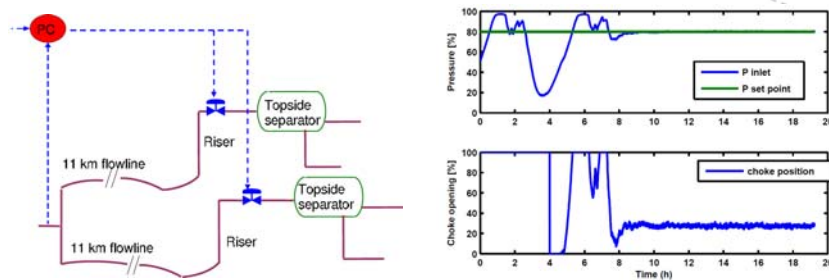 PC
Topside
separator
Riser
11 km flowline
Topside
separator
11 km flowline
Riser
Pressure [%]
100
80
60
40
20
0
P inlet
P set point
0 2 4 6 8 10 12 14 16 18 20
Choke opening [%]
100
80
60
40
20
0
choke position
0 2 4 6 8 10 12 14 16 18 20
Time (h)